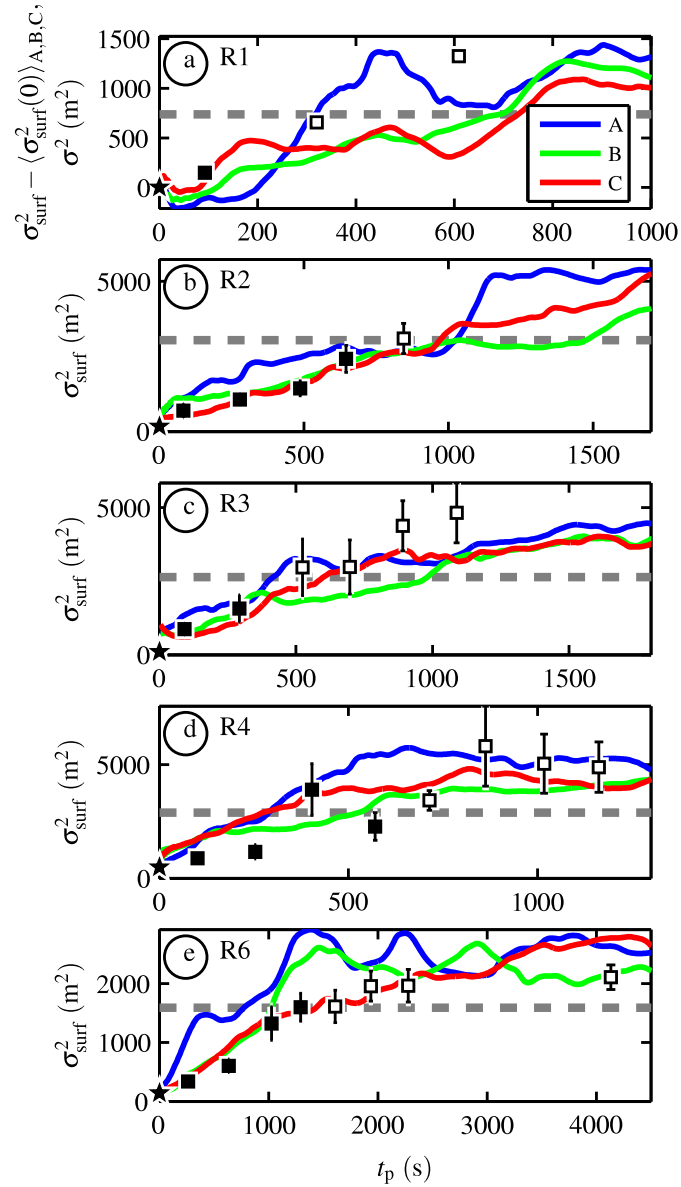 σ²surf − ⟨σ²surf(0)⟩A,B,C,
σ² (m²)
a R1
1500
1000
500
0
A
B
C
0 200 400 600 800 1000
b R2
σ²surf (m²)
5000
0
0 500 1000 1500
c R3
σ²surf (m²)
5000
0
0 500 1000 1500
d R4
σ²surf (m²)
5000
0
0 500 1000
e R6
σ²surf (m²)
2000
1000
0
0 1000 2000 3000 4000
tp (s)